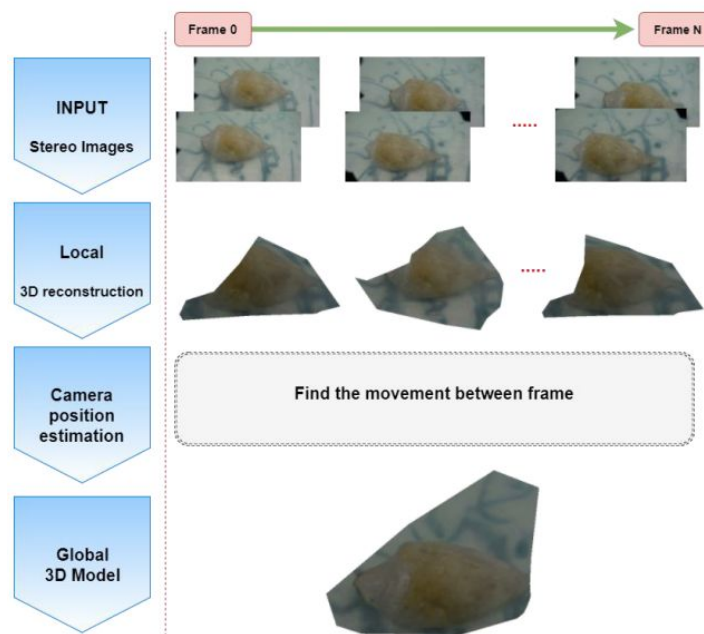 Frame 0
Frame N
INPUT
Stereo Images
.....
Local
3D reconstruction
.....
Camera
position
estimation
Find the movement between frame
Global
3D Model